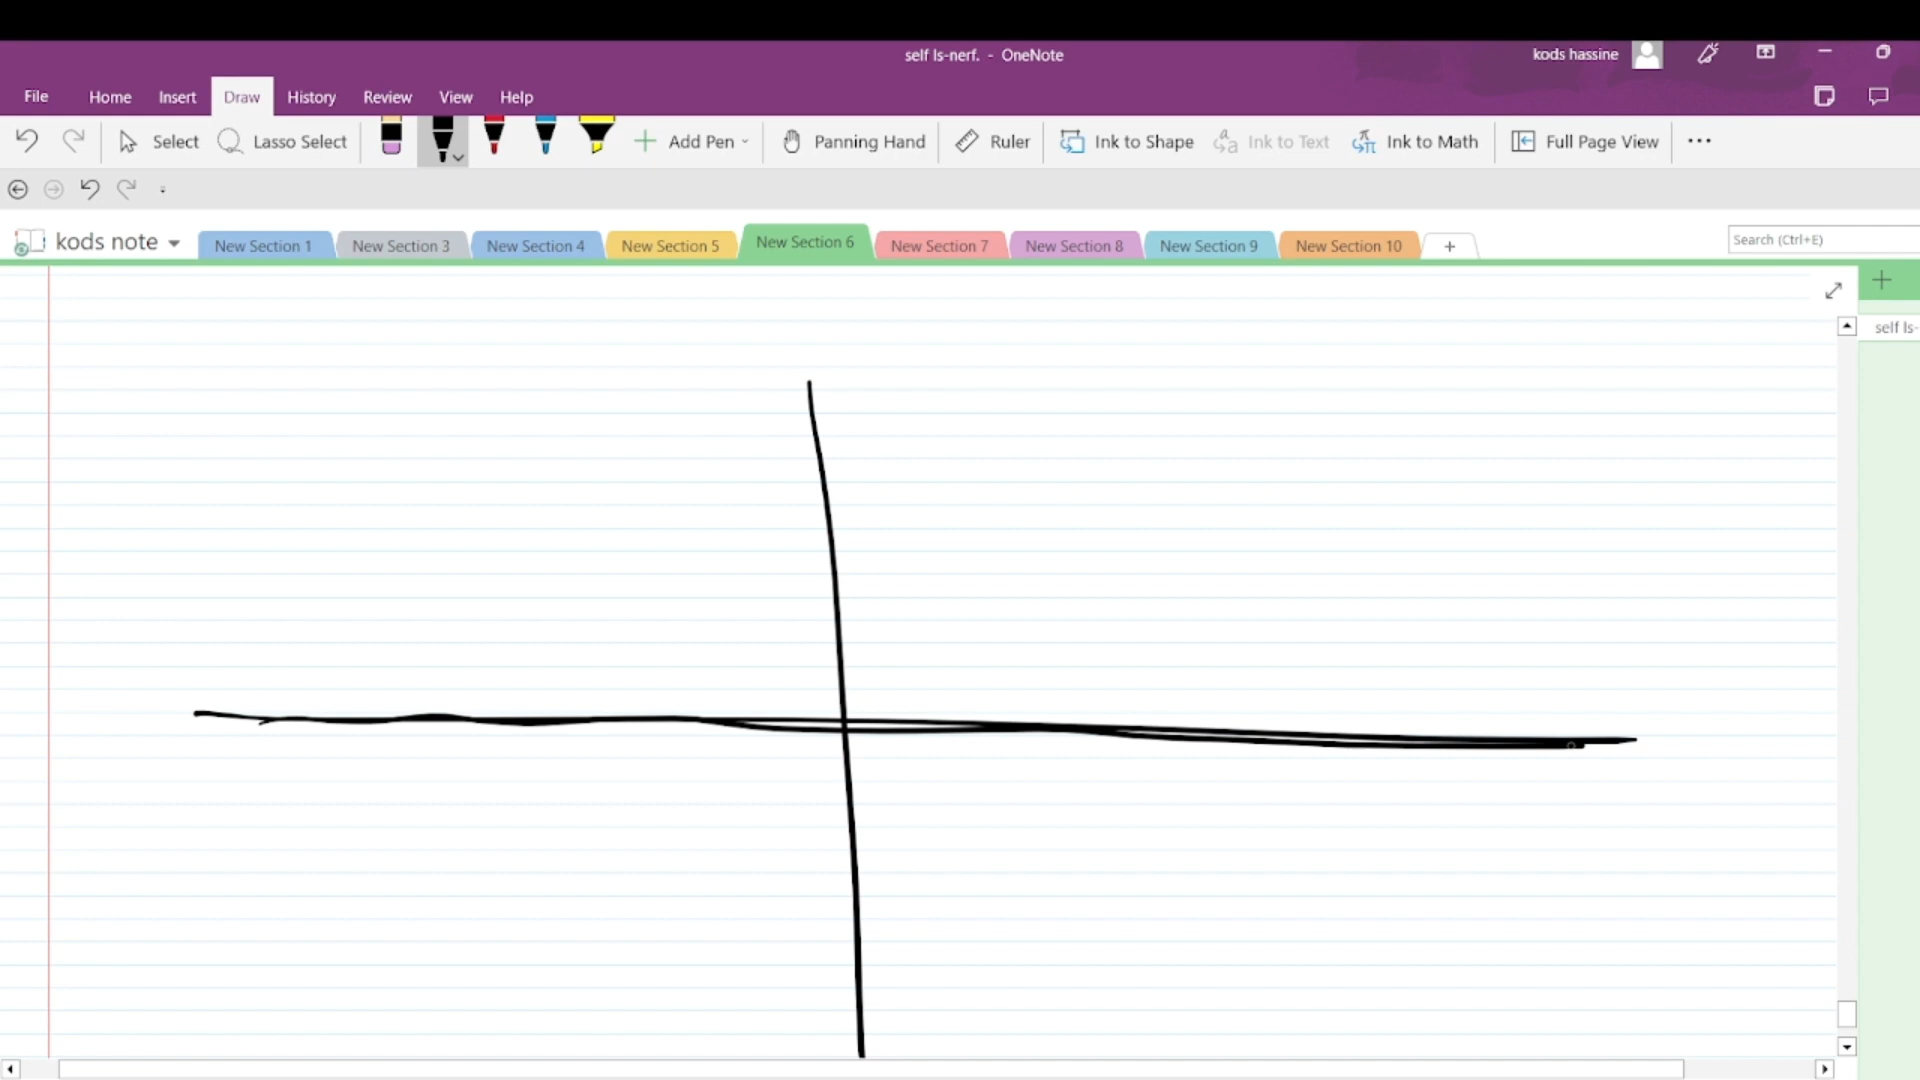 self ls-nerf. - OneNote
kods hassine
File Home Insert Draw History Review View Help
Select Lasso Select Add Pen Panning Hand Ruler Ink to Shape Ink to Text Ink to Math Full Page View
kods note New Section 1 New Section 3 New Section 4 New Section 5 New Section 6 New Section 7 New Section 8 New Section 9 New Section 10 +
Search (Ctrl+E)
self ls-